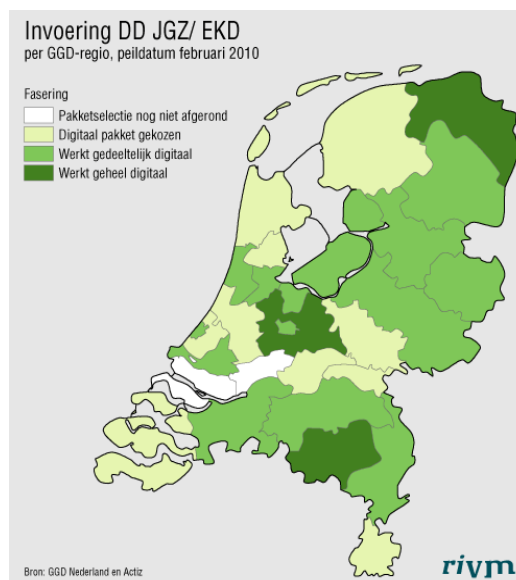 Invoering DD JGZ/ EKD
per GGD-regio, peildatum februari 2010
Fasering
Pakketselectie nog niet afgerond
Digitaal pakket gekozen
Werkt gedeeltelijk digitaal
Werkt geheel digitaal
Bron: GGD Nederland en Actiz
rivm